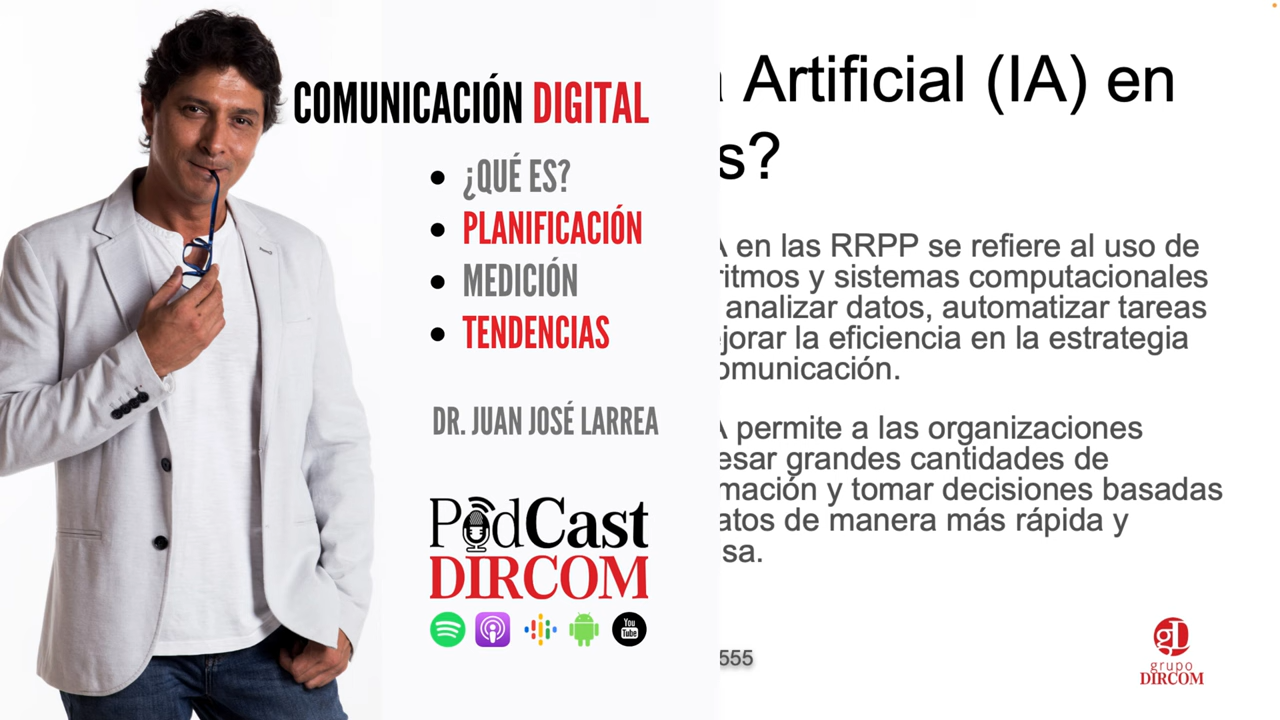 COMUNICACIÓN DIGITAL
¿QUÉ ES?
PLANIFICACIÓN
MEDICIÓN
TENDENCIAS
DR. JUAN JOSÉ LARREA
PodCast
DIRCOM
You
Tube
Artificial (IA) en
s?
en las RRPP se refiere al uso de
ritmos y sistemas computacionales
analizar datos, automatizar tareas
jorar la eficiencia en la estrategia
omunicación.
permite a las organizaciones
esar grandes cantidades de
mación y tomar decisiones basadas
atos de manera más rápida y
sa.
555
gD
grupo
DIRCOM